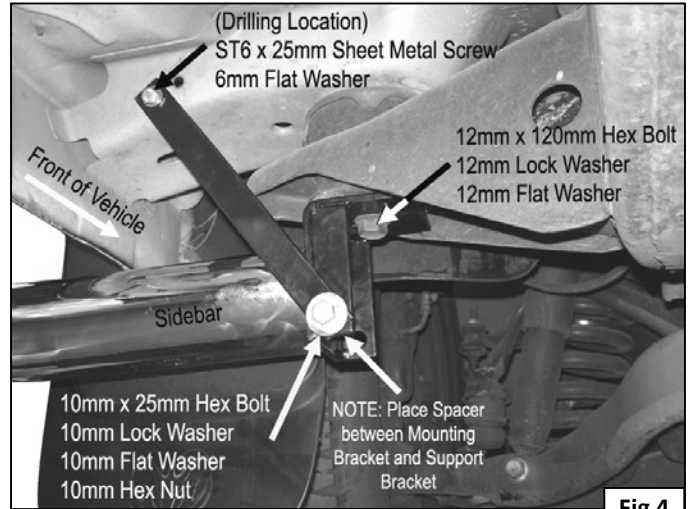 (Drilling Location)
ST6 x 25mm Sheet Metal Screw
6mm Flat Washer
12mm x 120mm Hex Bolt
12mm Lock Washer
12mm Flat Washer
Front of Vehicle
Sidebar
10mm x 25mm Hex Bolt
10mm Lock Washer
10mm Flat Washer
10mm Hex Nut
NOTE: Place Spacer
between Mounting
Bracket and Support
Bracket
Fig 4